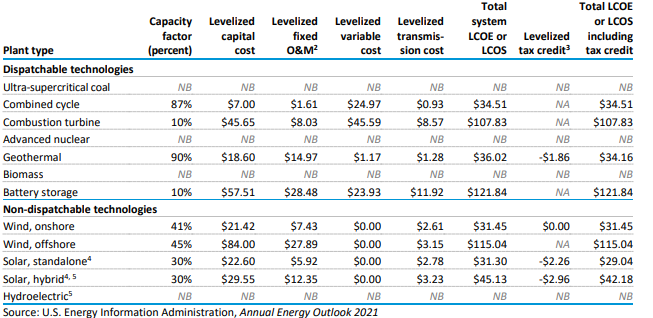 Plant type Capacity factor (percent) Levelized capital cost Levelized fixed O&M² Levelized variable cost Levelized transmis- sion cost Total system LCOE or LCOS Levelized tax credit³ Total LCOE or LCOS including tax credit
Dispatchable technologies
Ultra-supercritical coal NB NB NB NB NB NB NB NB
Combined cycle 87% $7.00 $1.61 $24.97 $0.93 $34.51 NA $34.51
Combustion turbine 10% $45.65 $8.03 $45.59 $8.57 $107.83 NA $107.83
Advanced nuclear NB NB NB NB NB NB NB NB
Geothermal 90% $18.60 $14.97 $1.17 $1.28 $36.02 -$1.86 $34.16
Biomass NB NB NB NB NB NB NB NB
Battery storage 10% $57.51 $28.48 $23.93 $11.92 $121.84 NA $121.84
Non-dispatchable technologies
Wind, onshore 41% $21.42 $7.43 $0.00 $2.61 $31.45 $0.00 $31.45
Wind, offshore 45% $84.00 $27.89 $0.00 $3.15 $115.04 NA $115.04
Solar, standalone⁴ 30% $22.60 $5.92 $0.00 $2.78 $31.30 -$2.26 $29.04
Solar, hybrid⁴, ⁵ 30% $29.55 $12.35 $0.00 $3.23 $45.13 -$2.96 $42.18
Hydroelectric⁵ NB NB NB NB NB NB NB NB
Source: U.S. Energy Information Administration, Annual Energy Outlook 2021